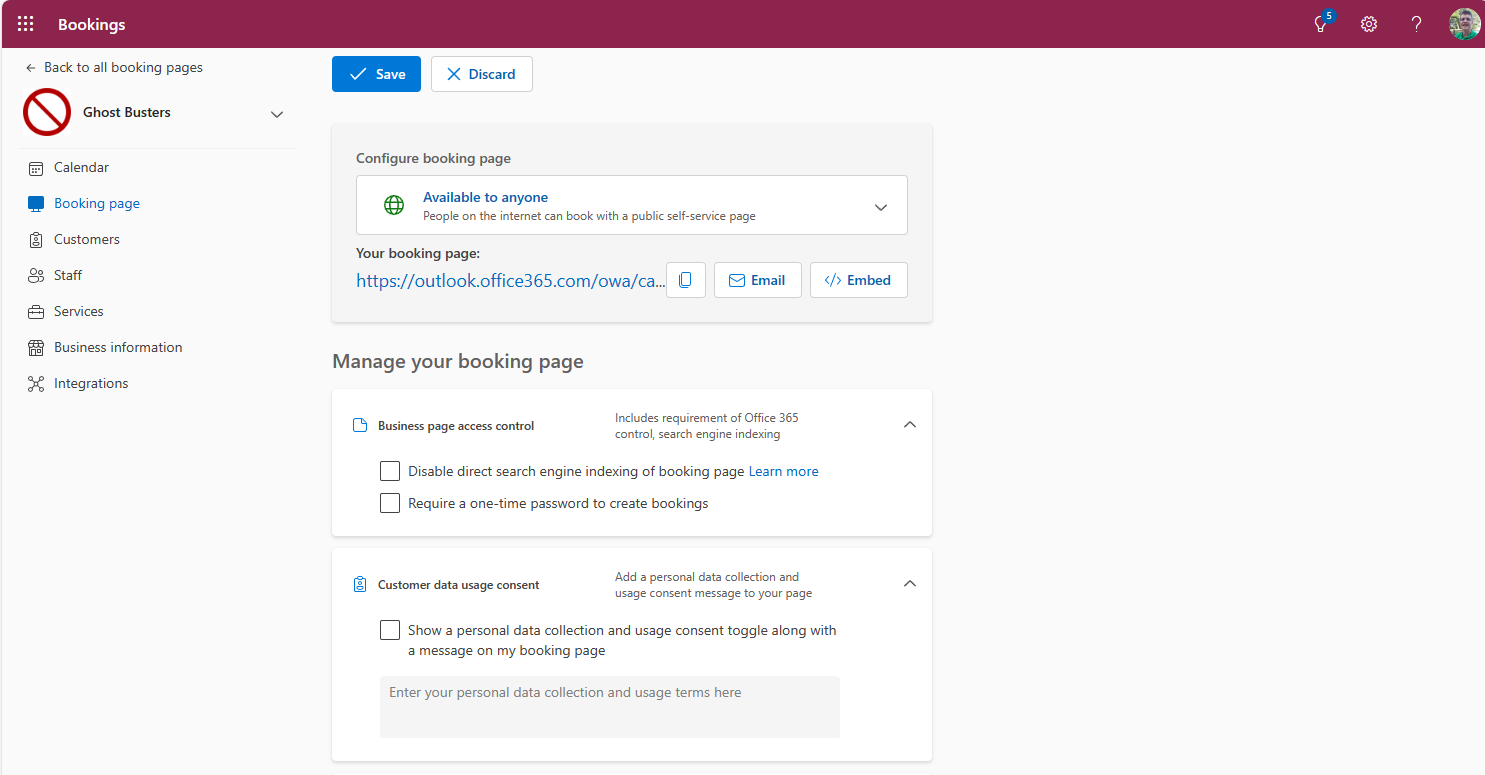 Bookings
5
Back to all booking pages
Ghost Busters
Calendar
Booking page
Customers
Staff
Services
Business information
Integrations
Save
Discard
Configure booking page
Available to anyone
People on the internet can book with a public self-service page
Your booking page:
https://outlook.office365.com/owa/ca...
Email
</> Embed
Manage your booking page
Business page access control
Includes requirement of Office 365
control, search engine indexing
Disable direct search engine indexing of booking page Learn more
Require a one-time password to create bookings
Customer data usage consent
Add a personal data collection and
usage consent message to your page
Show a personal data collection and usage consent toggle along with
a message on my booking page
Enter your personal data collection and usage terms here